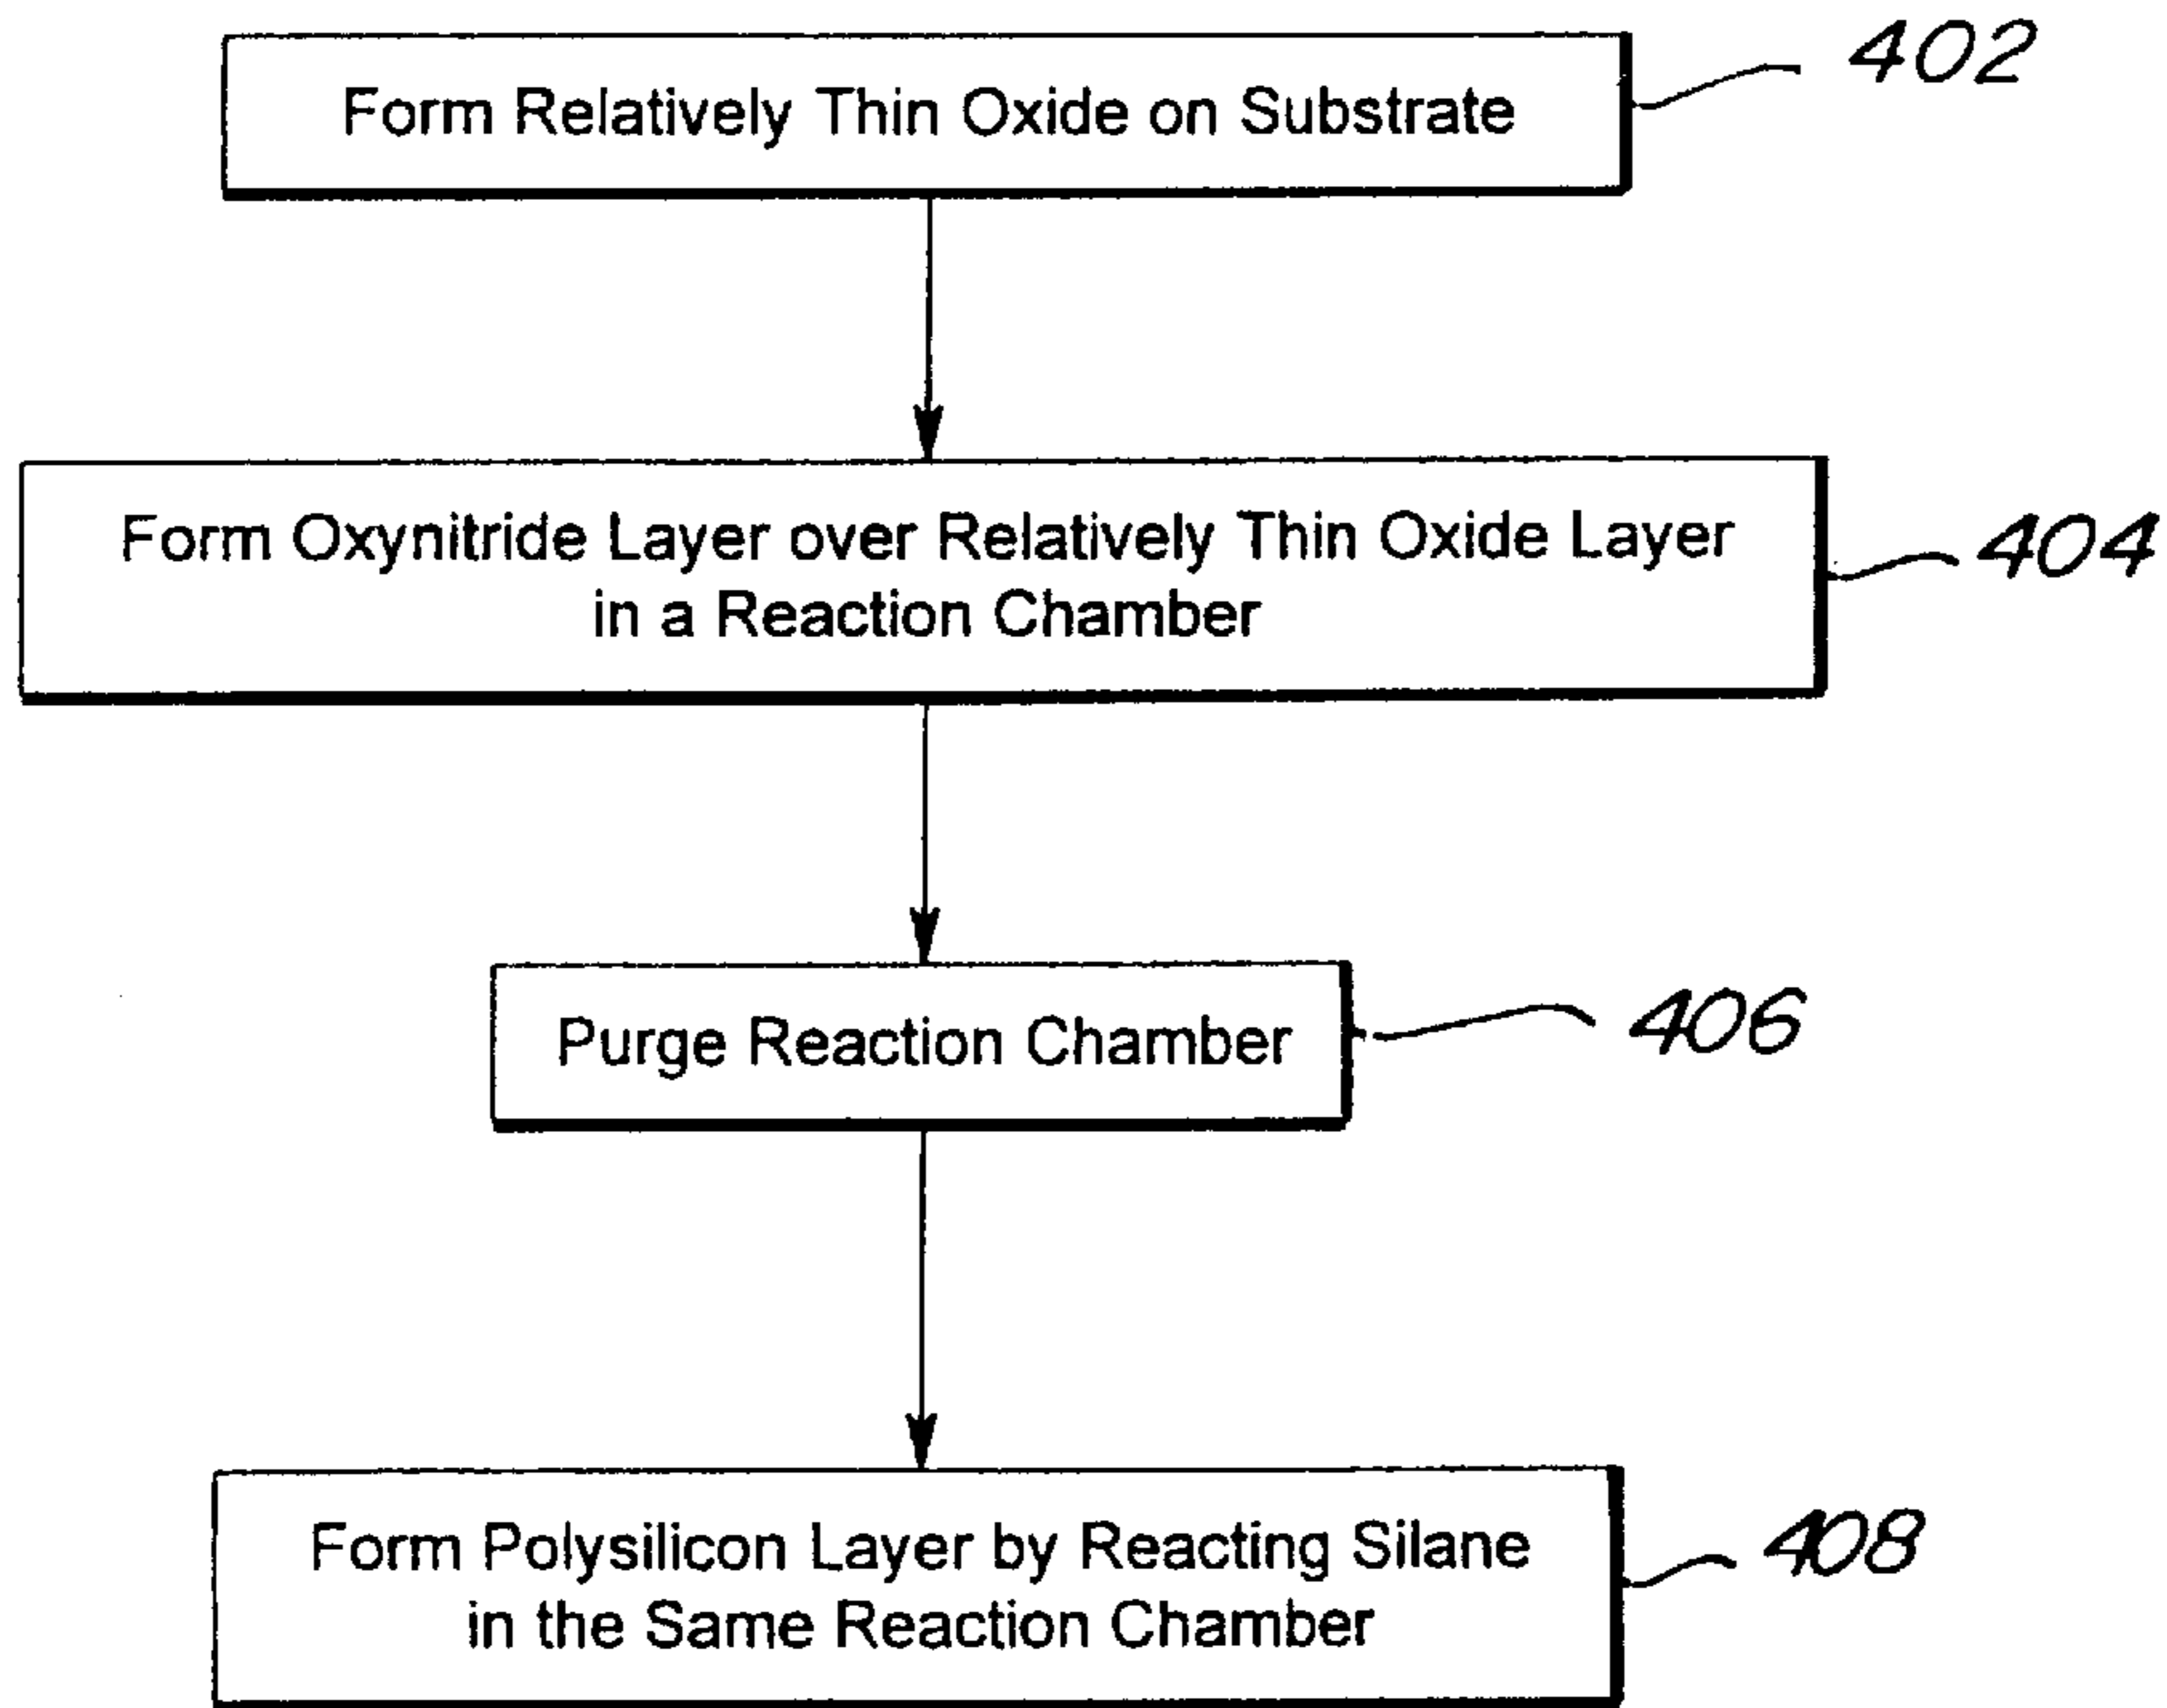 Form Relatively Thin Oxide on Substrate
402
Form Oxynitride Layer over Relatively Thin Oxide Layer
in a Reaction Chamber
404
Purge Reaction Chamber
406
Form Polysilicon Layer by Reacting Silane
in the Same Reaction Chamber
408